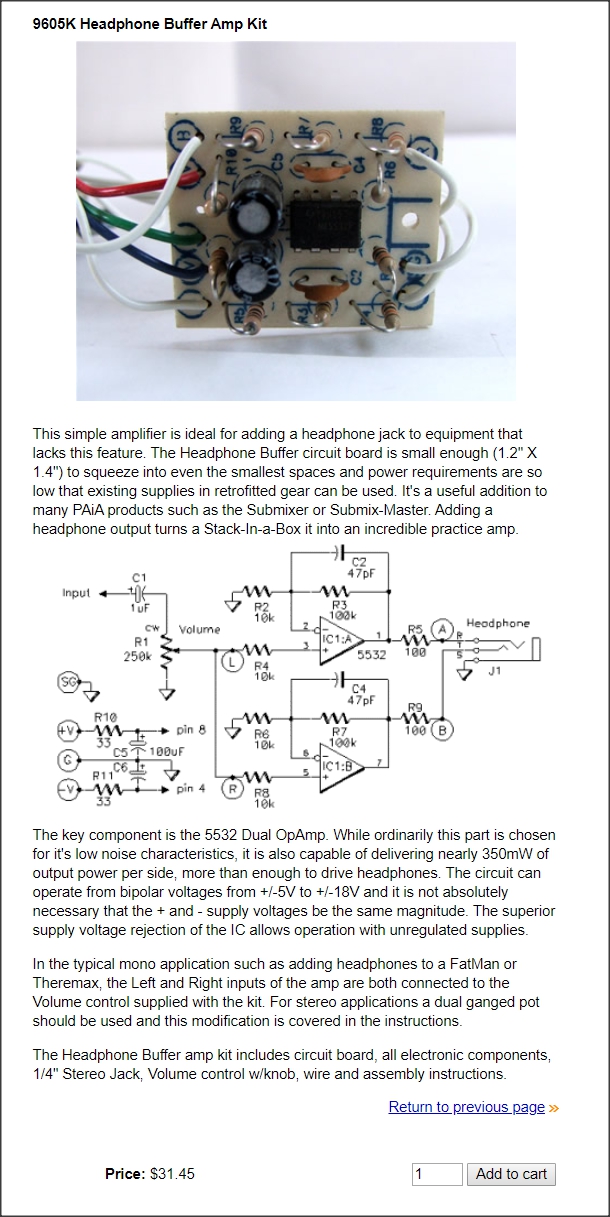 9605K Headphone Buffer Amp Kit
B
R9
R7
R8
R10
C5
C4
R6
C2
R5
R3
R4
This simple amplifier is ideal for adding a headphone jack to equipment that
lacks this feature. The Headphone Buffer circuit board is small enough (1.2" X
1.4") to squeeze into even the smallest spaces and power requirements are so
low that existing supplies in retrofitted gear can be used. It's a useful addition to
many PAiA products such as the Submixer or Submix-Master. Adding a
headphone output turns a Stack-In-a-Box it into an incredible practice amp.
C2
47pF
C1
Input
+
1uF
R2
10k
R3
100k
CW
Volume
R1
250k
2
-
IC1:A
1
3
+
5532
R5
100
A
Headphone
R
T
S
J1
L
R4
10k
SG
C4
47pF
R10
+V
33
pin 8
C5
+
100uF
R6
10k
R7
100k
R9
100
B
G
C6
+
6
-
IC1:B
7
5
+
R11
-V
33
pin 4
R
R8
10k
The key component is the 5532 Dual OpAmp. While ordinarily this part is chosen
for it's low noise characteristics, it is also capable of delivering nearly 350mW of
output power per side, more than enough to drive headphones. The circuit can
operate from bipolar voltages from +/-5V to +/-18V and it is not absolutely
necessary that the + and - supply voltages be the same magnitude. The superior
supply voltage rejection of the IC allows operation with unregulated supplies.
In the typical mono application such as adding headphones to a FatMan or
Theremax, the Left and Right inputs of the amp are both connected to the
Volume control supplied with the kit. For stereo applications a dual ganged pot
should be used and this modification is covered in the instructions.
The Headphone Buffer amp kit includes circuit board, all electronic components,
1/4" Stereo Jack, Volume control w/knob, wire and assembly instructions.
Return to previous page »
Price: $31.45
1
Add to cart